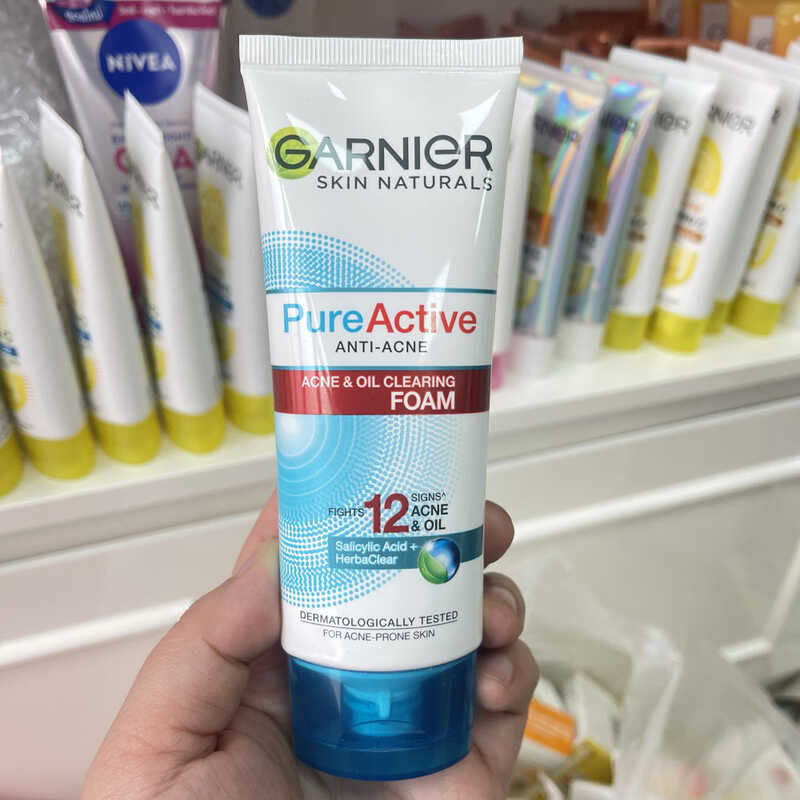 GARNIER
SKIN NATURALS
PureActive
ANTI-ACNE
ACNE & OIL CLEARING
FOAM
FIGHTS 12 SIGNS^
ACNE
& OIL
Salicylic Acid +
HerbaClear
DERMATOLOGICALLY TESTED
FOR ACNE-PRONE SKIN
NIVEA